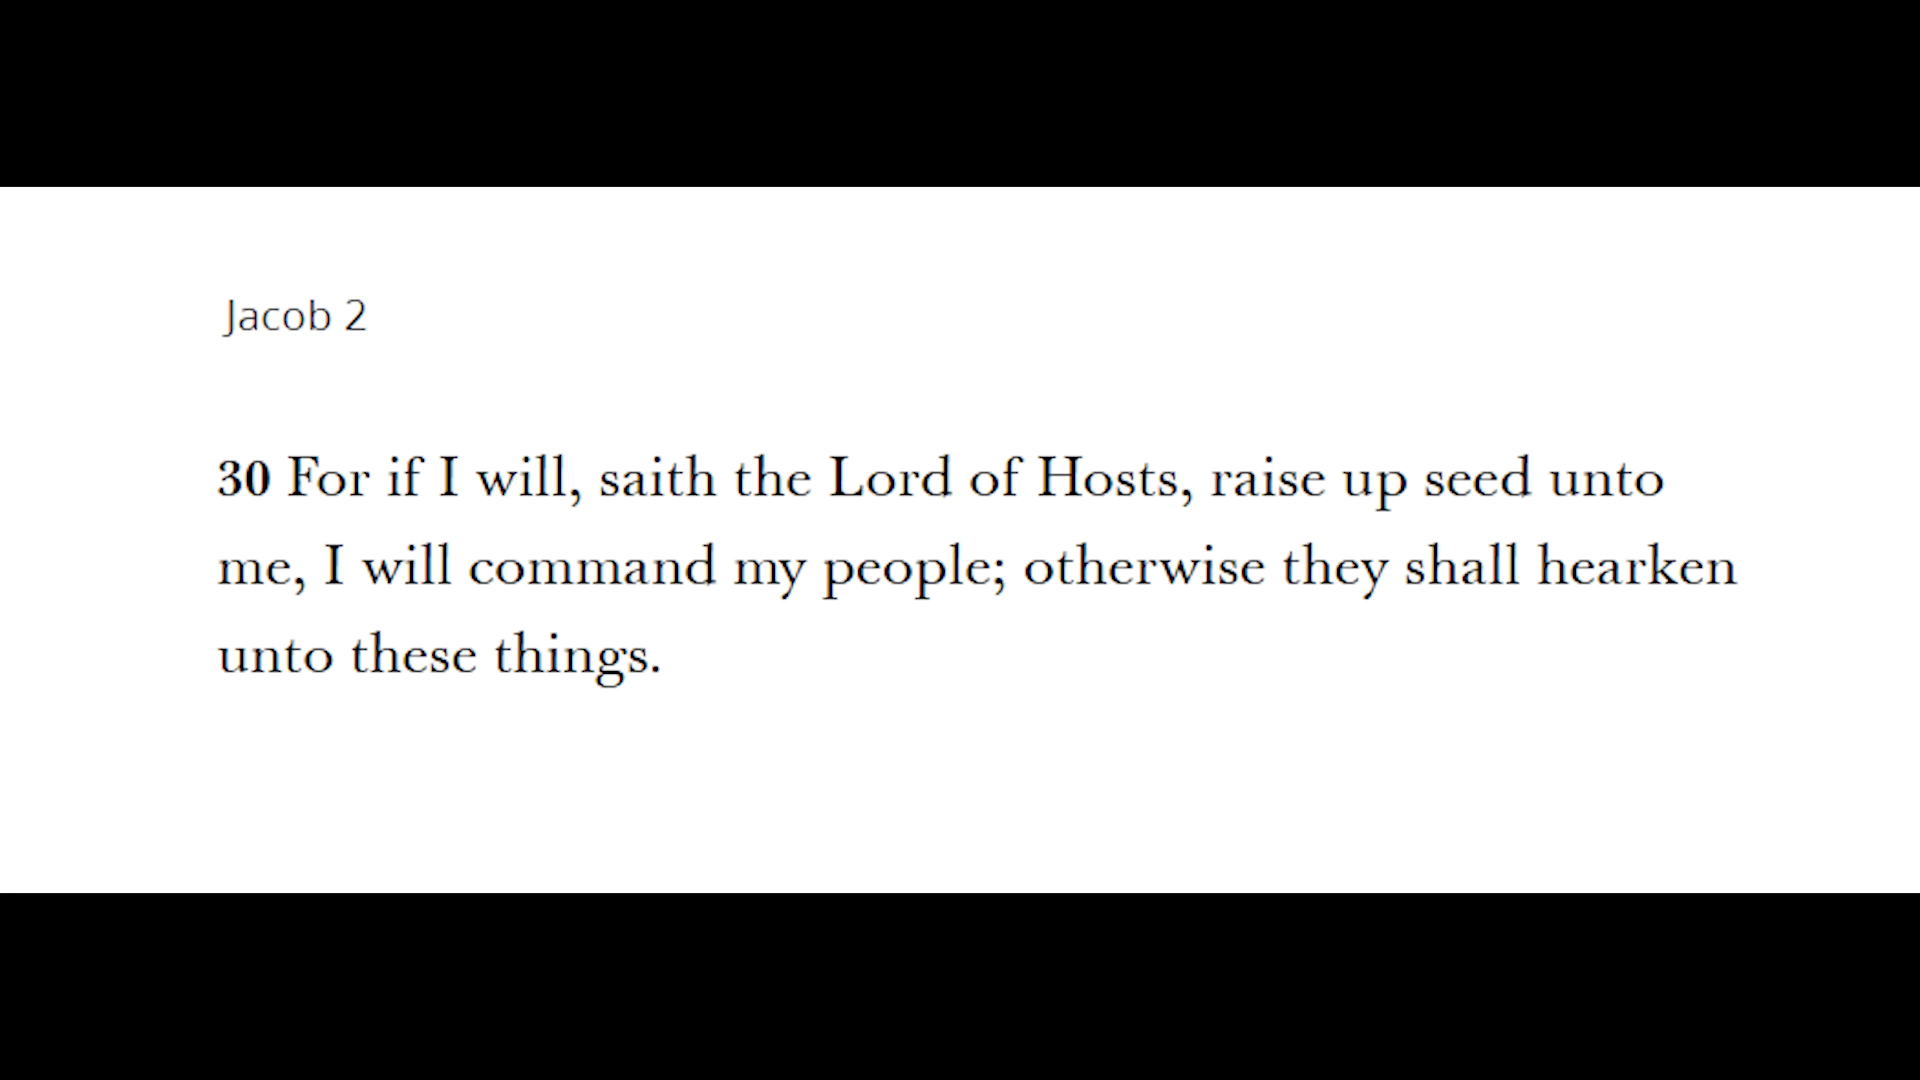 Jacob 2
30 For if I will, saith the Lord of Hosts, raise up seed unto
me, I will command my people; otherwise they shall hearken
unto these things.